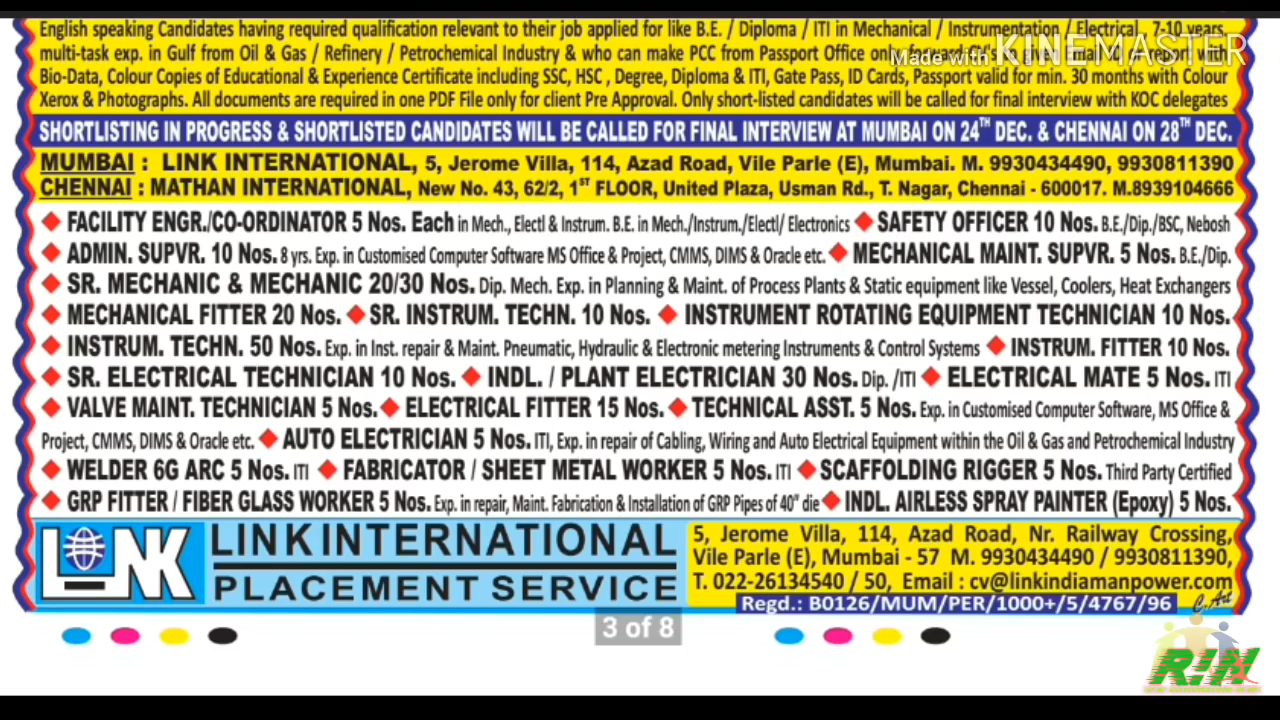 English speaking Candidates having required qualification relevant to their job applied for like B.E. / Diploma / ITI in Mechanical / Instrumentation / Electrical, 7-10 years
multi-task exp. in Gulf from Oil & Gas / Refinery / Petrochemical Industry & who can make PCC from Passport Office only
Made with KINEMASTER
Bio-Data, Colour Copies of Educational & Experience Certificate including SSC, HSC , Degree, Diploma & ITI, Gate Pass, ID Cards, Passport valid for min. 30 months with Colour
Xerox & Photographs. All documents are required in one PDF File only for client Pre Approval. Only short-listed candidates will be called for final interview with KOC delegates
SHORTLISTING IN PROGRESS & SHORTLISTED CANDIDATES WILL BE CALLED FOR FINAL INTERVIEW AT MUMBAI ON 24TH DEC. & CHENNAI ON 28TH DEC.
MUMBAI : LINK INTERNATIONAL, 5, Jerome Villa, 114, Azad Road, Vile Parle (E), Mumbai. M. 9930434490, 9930811390
CHENNAI : MATHAN INTERNATIONAL, New No. 43, 62/2, 1ST FLOOR, United Plaza, Usman Rd., T. Nagar, Chennai - 600017. M.8939104666
◆ FACILITY ENGR./CO-ORDINATOR 5 Nos. Each in Mech., Electl & Instrum. B.E. in Mech./Instrum./Electl/ Electronics ◆ SAFETY OFFICER 10 Nos. B.E./Dip./BSC, Nebosh
◆ ADMIN. SUPVR. 10 Nos. 8 yrs. Exp. in Customised Computer Software MS Office & Project, CMMS, DIMS & Oracle etc. ◆ MECHANICAL MAINT. SUPVR. 5 Nos. B.E./Dip.
◆ SR. MECHANIC & MECHANIC 20/30 Nos. Dip. Mech. Exp. in Planning & Maint. of Process Plants & Static equipment like Vessel, Coolers, Heat Exchangers
◆ MECHANICAL FITTER 20 Nos. ◆ SR. INSTRUM. TECHN. 10 Nos. ◆ INSTRUMENT ROTATING EQUIPMENT TECHNICIAN 10 Nos.
◆ INSTRUM. TECHN. 50 Nos. Exp. in Inst. repair & Maint. Pneumatic, Hydraulic & Electronic metering Instruments & Control Systems ◆ INSTRUM. FITTER 10 Nos.
◆ SR. ELECTRICAL TECHNICIAN 10 Nos. ◆ INDL. / PLANT ELECTRICIAN 30 Nos. Dip. /ITI ◆ ELECTRICAL MATE 5 Nos. ITI
◆ VALVE MAINT. TECHNICIAN 5 Nos. ◆ ELECTRICAL FITTER 15 Nos. ◆ TECHNICAL ASST. 5 Nos. Exp. in Customised Computer Software, MS Office &
Project, CMMS, DIMS & Oracle etc. ◆ AUTO ELECTRICIAN 5 Nos. ITI, Exp. in repair of Cabling, Wiring and Auto Electrical Equipment within the Oil & Gas and Petrochemical Industry
◆ WELDER 6G ARC 5 Nos. ITI ◆ FABRICATOR / SHEET METAL WORKER 5 Nos. ITI ◆ SCAFFOLDING RIGGER 5 Nos. Third Party Certified
◆ GRP FITTER / FIBER GLASS WORKER 5 Nos. Exp. in repair, Maint. Fabrication & Installation of GRP Pipes of 40" die ◆ INDL. AIRLESS SPRAY PAINTER (Epoxy) 5 Nos.
LINK
LINK INTERNATIONAL
PLACEMENT SERVICE
5, Jerome Villa, 114, Azad Road, Nr. Railway Crossing,
Vile Parle (E), Mumbai - 57 M. 9930434490 / 9930811390,
T. 022-26134540 / 50, Email : cv@linkindiamanpower.com
Regd.: B0126/MUM/PER/1000+/5/4767/96
C.Art
3 of 8
RIN